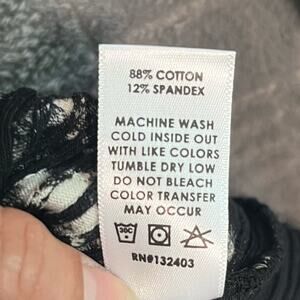 88% COTTON
12% SPANDEX
MACHINE WASH
COLD INSIDE OUT
WITH LIKE COLORS
TUMBLE DRY LOW
DO NOT BLEACH
COLOR TRANSFER
MAY OCCUR
30C
RN#132403